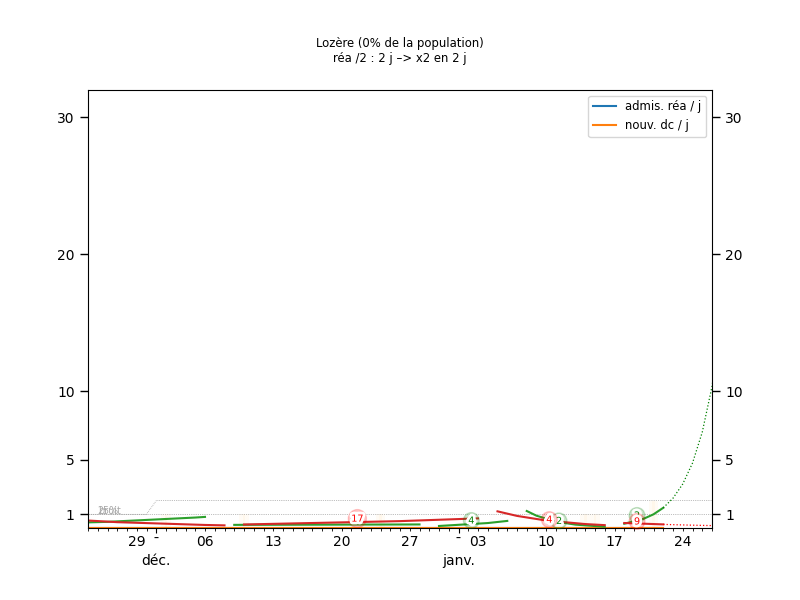 Lozère (0% de la population)
réa /2 : 2 j –> x2 en 2 j
admis. réa / j
nouv. dc / j
30 30
20 20
10 10
5 5
1 1
17 4 4 2 9
29 - 06 13 20 27 - 03 10 17 24
déc. janv.